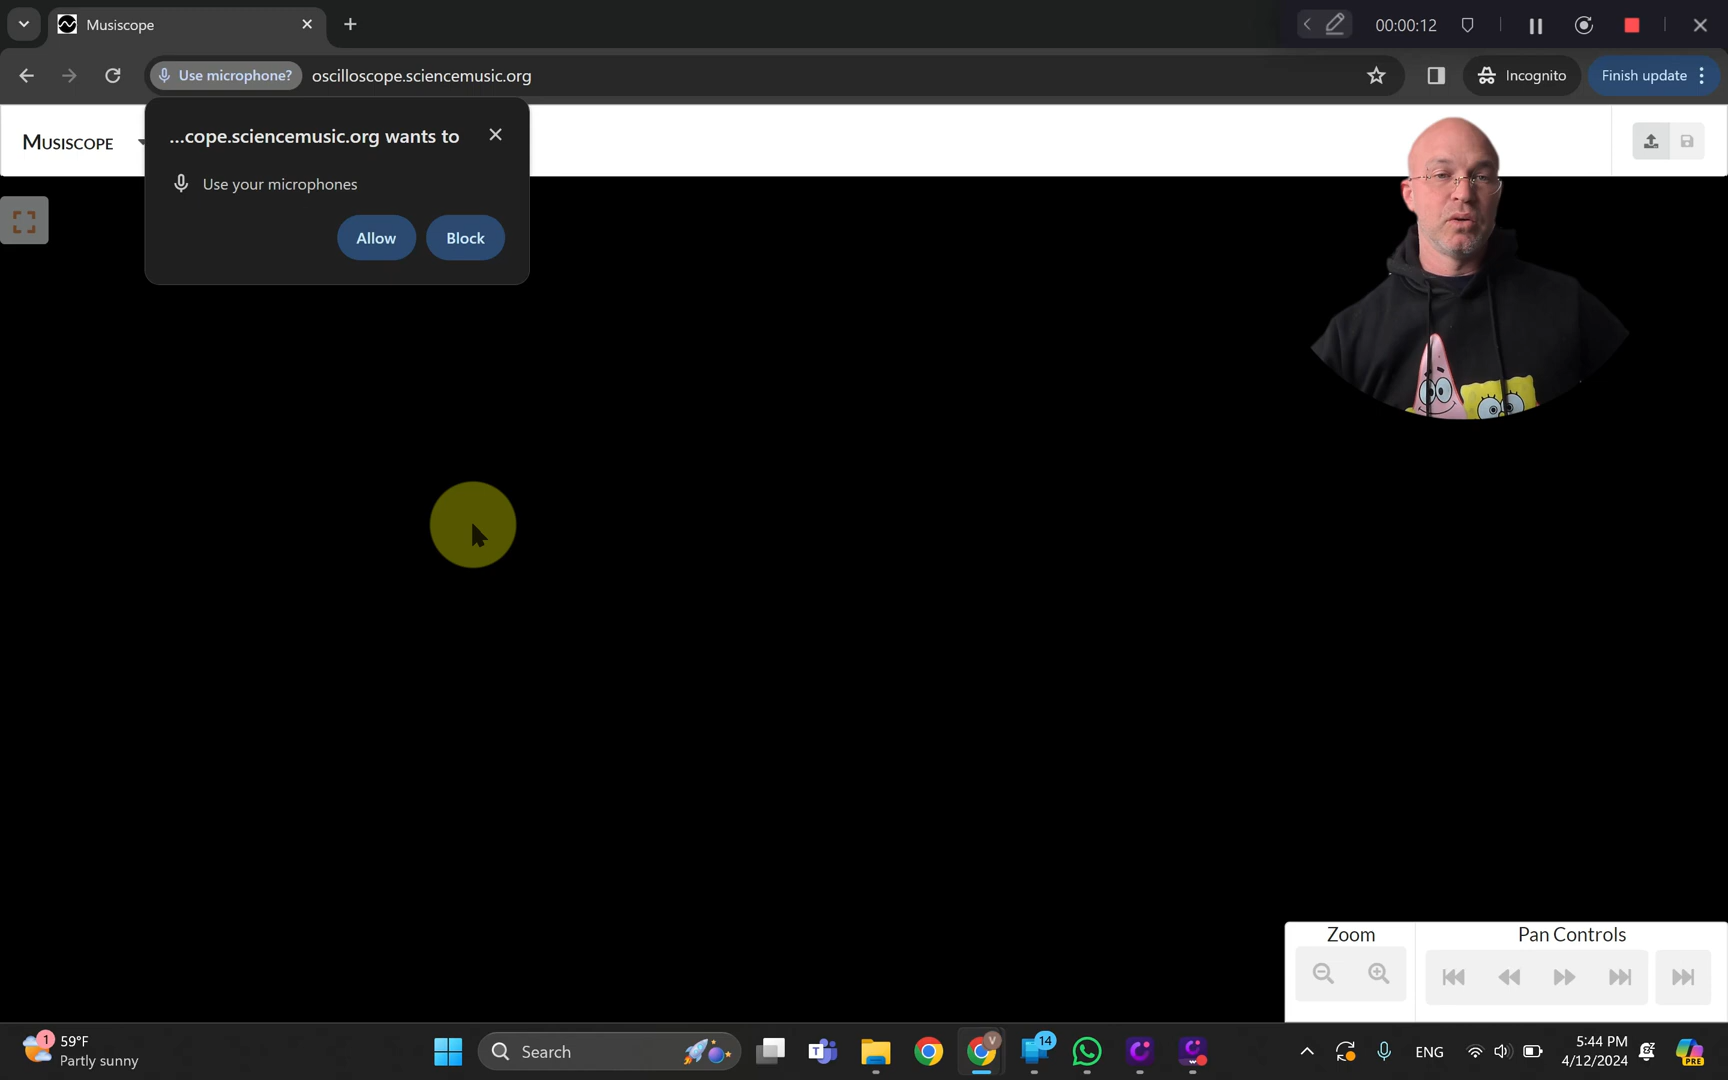 Musiscope
00:00:12
Use microphone?
oscilloscope.sciencemusic.org
Incognito
Finish update
Musiscope
...cope.sciencemusic.org wants to
Use your microphones
Allow
Block
Zoom
Pan Controls
1
59°F
Partly sunny
Search
V
14
ENG
5:44 PM
4/12/2024
PRE